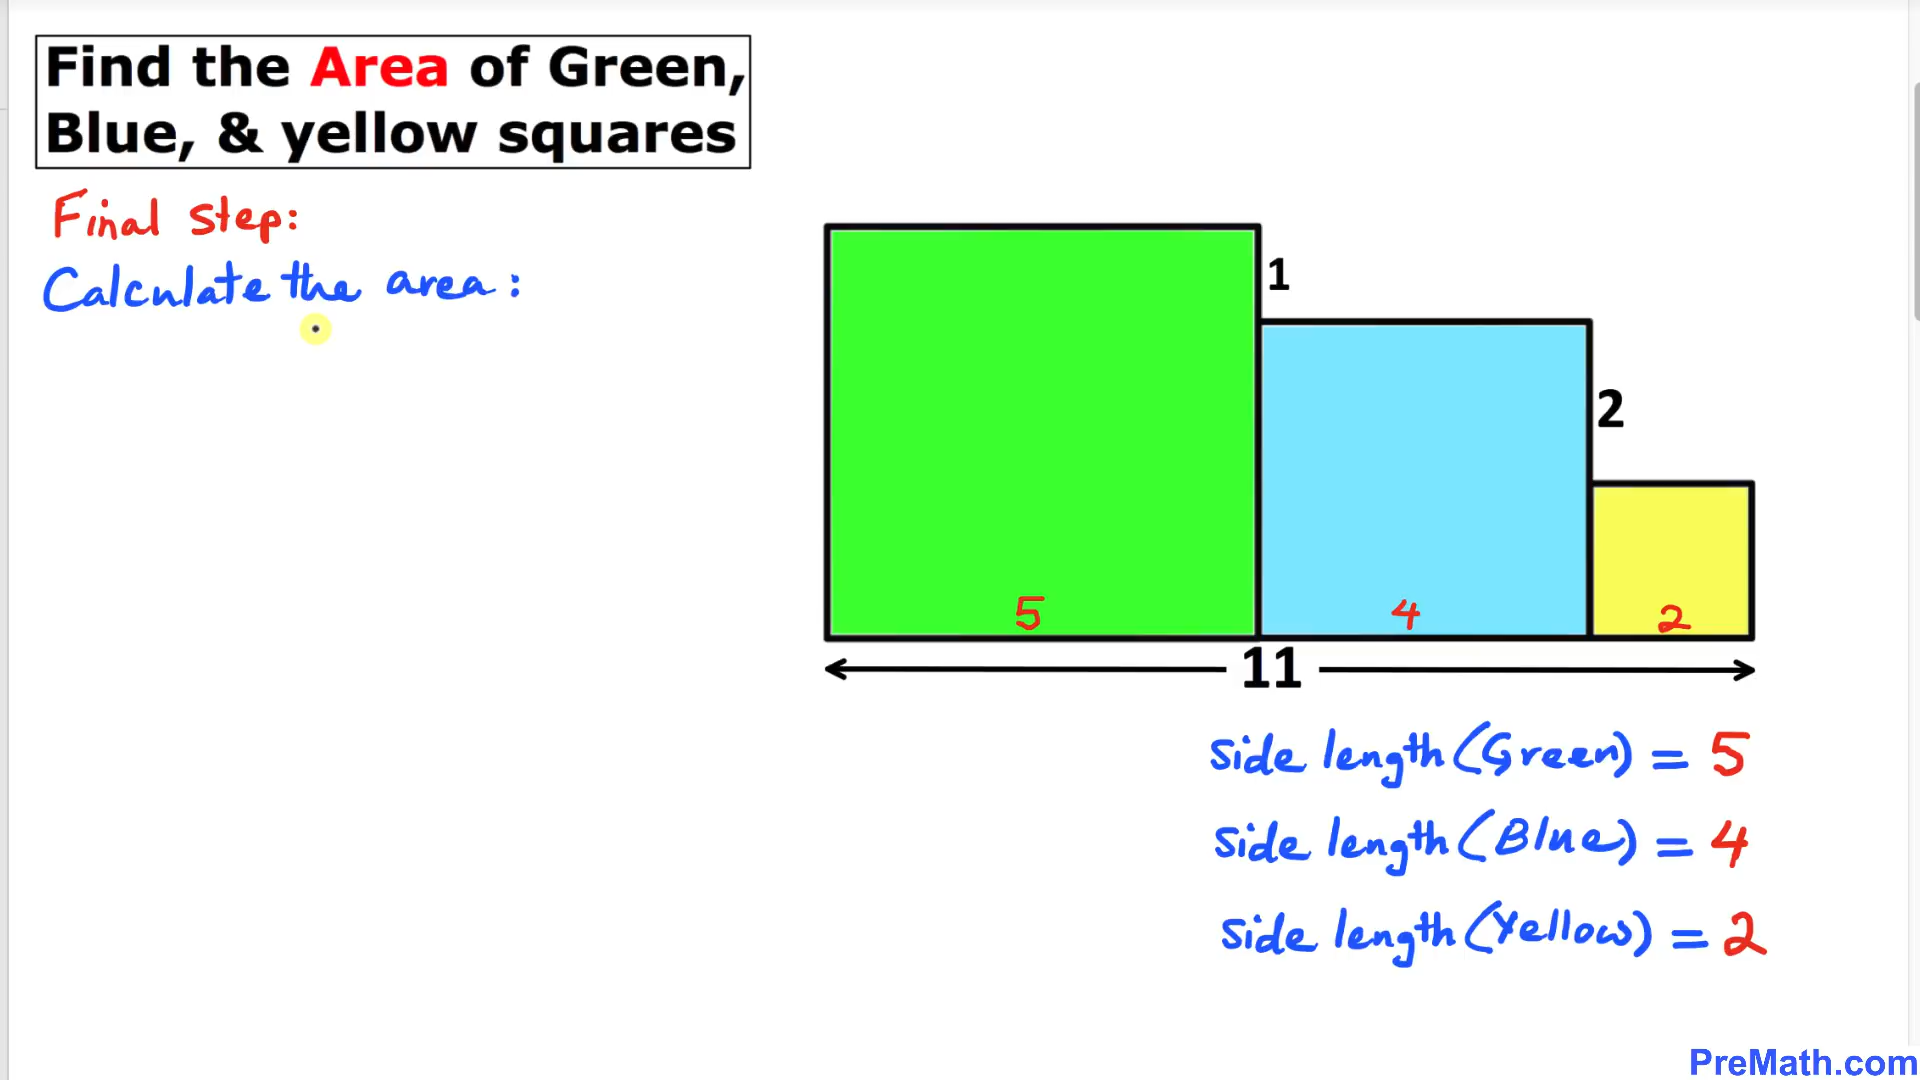 Find the Area of Green,
Blue, & yellow squares
Final step:
Calculate the area:
1
2
5
4
2
11
Side length (Green) = 5
Side length (Blue) = 4
Side length (Yellow) = 2
PreMath.com